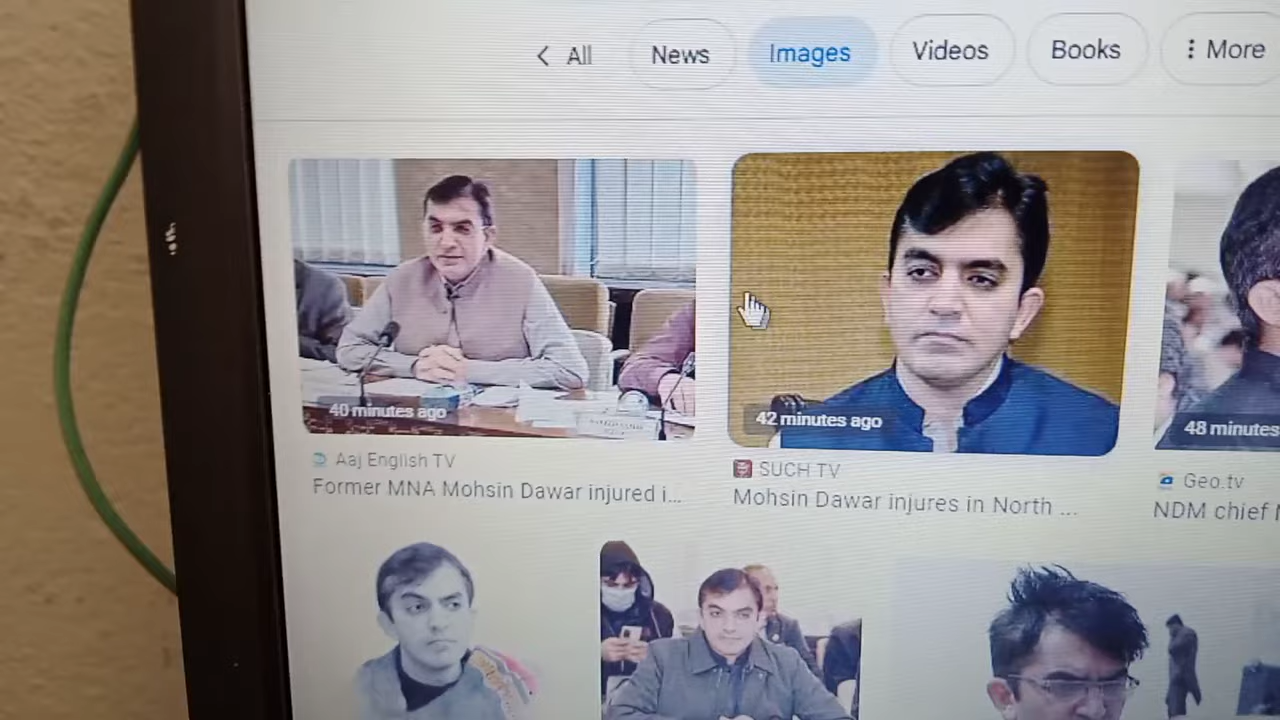 All
News
Images
Videos
Books
More
40 minutes ago
42 minutes ago
48 minutes
Aaj English TV
Former MNA Mohsin Dawar injured i...
SUCH TV
Mohsin Dawar injures in North ...
Geo.tv
NDM chief